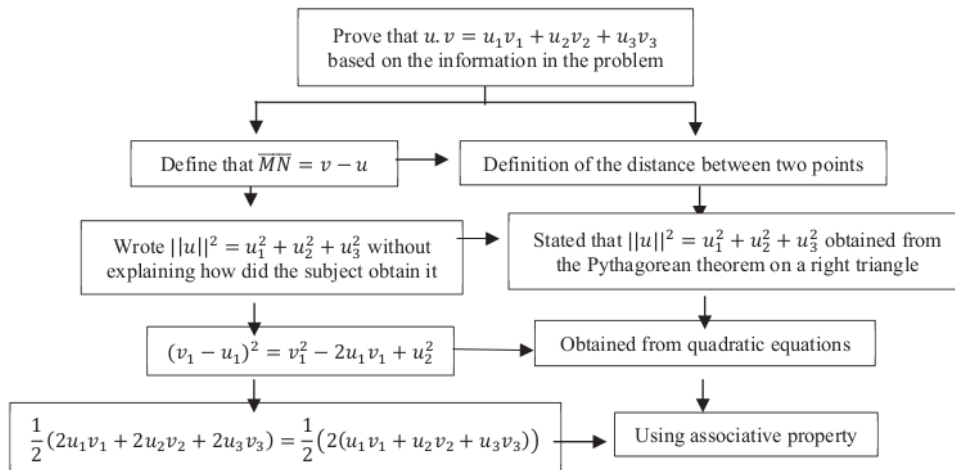 Prove that 𝑢. 𝑣 = 𝑢₁𝑣₁ + 𝑢₂𝑣₂ + 𝑢₃𝑣₃
based on the information in the problem
Define that M̅N̅ = 𝑣 − 𝑢
Definition of the distance between two points
Wrote ||𝑢||² = 𝑢₁² + 𝑢₂² + 𝑢₃² without
explaining how did the subject obtain it
Stated that ||𝑢||² = 𝑢₁² + 𝑢₂² + 𝑢₃² obtained from
the Pythagorean theorem on a right triangle
(𝑣₁ − 𝑢₁)² = 𝑣₁² − 2𝑢₁𝑣₁ + 𝑢₂²
Obtained from quadratic equations
1/2 (2𝑢₁𝑣₁ + 2𝑢₂𝑣₂ + 2𝑢₃𝑣₃) = 1/2 (2(𝑢₁𝑣₁ + 𝑢₂𝑣₂ + 𝑢₃𝑣₃))
Using associative property